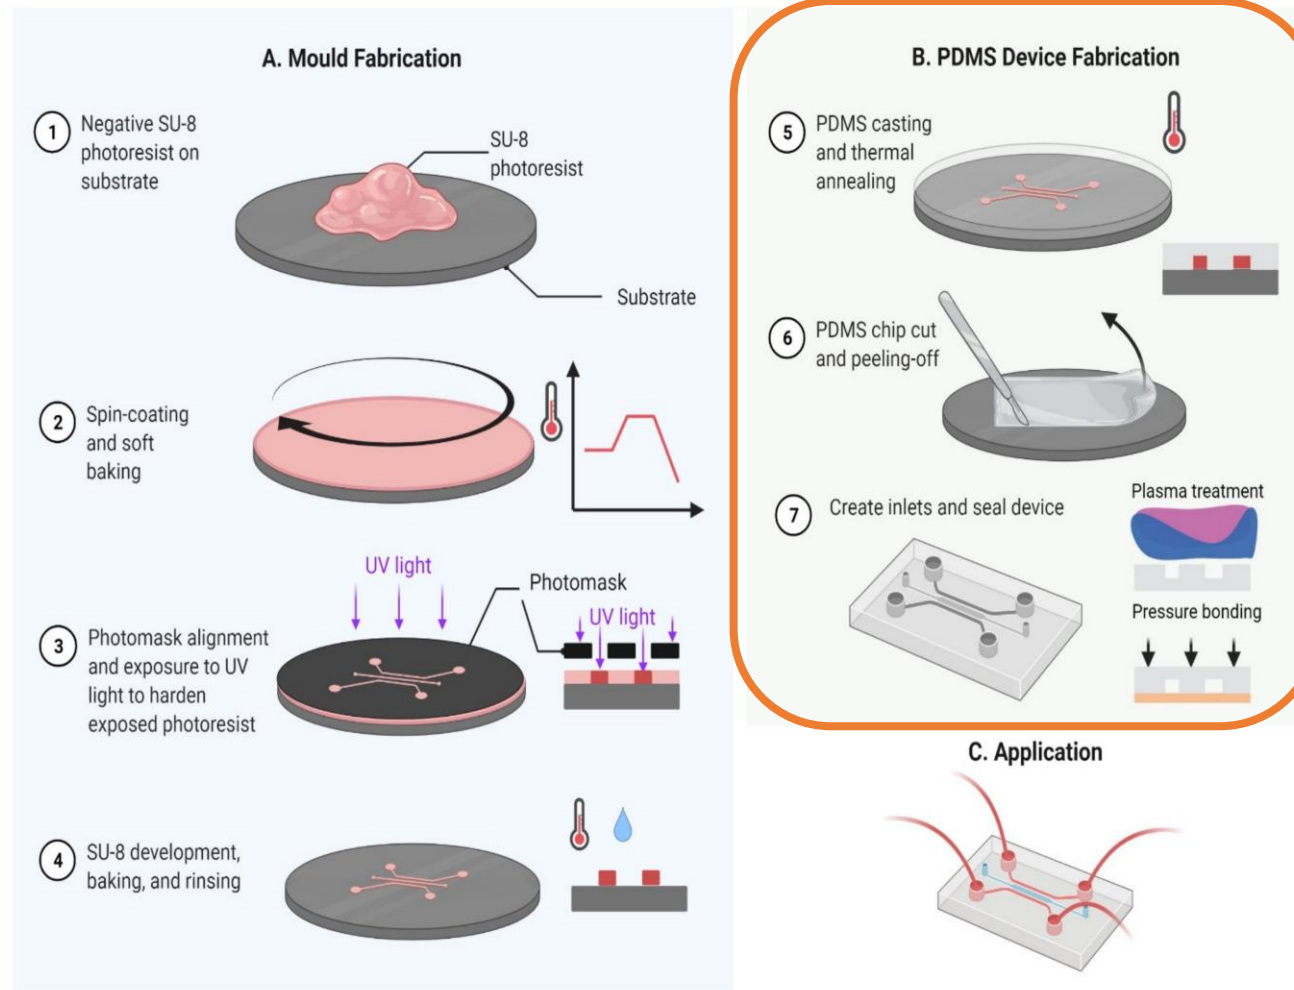 A. Mould Fabrication
1
Negative SU-8
photoresist on
substrate
SU-8
photoresist
Substrate
2
Spin-coating
and soft
baking
UV light
Photomask
UV light
3
Photomask alignment
and exposure to UV
light to harden
exposed photoresist
4
SU-8 development,
baking, and rinsing
B. PDMS Device Fabrication
5
PDMS casting
and thermal
annealing
6
PDMS chip cut
and peeling-off
7
Create inlets and seal device
Plasma treatment
Pressure bonding
C. Application